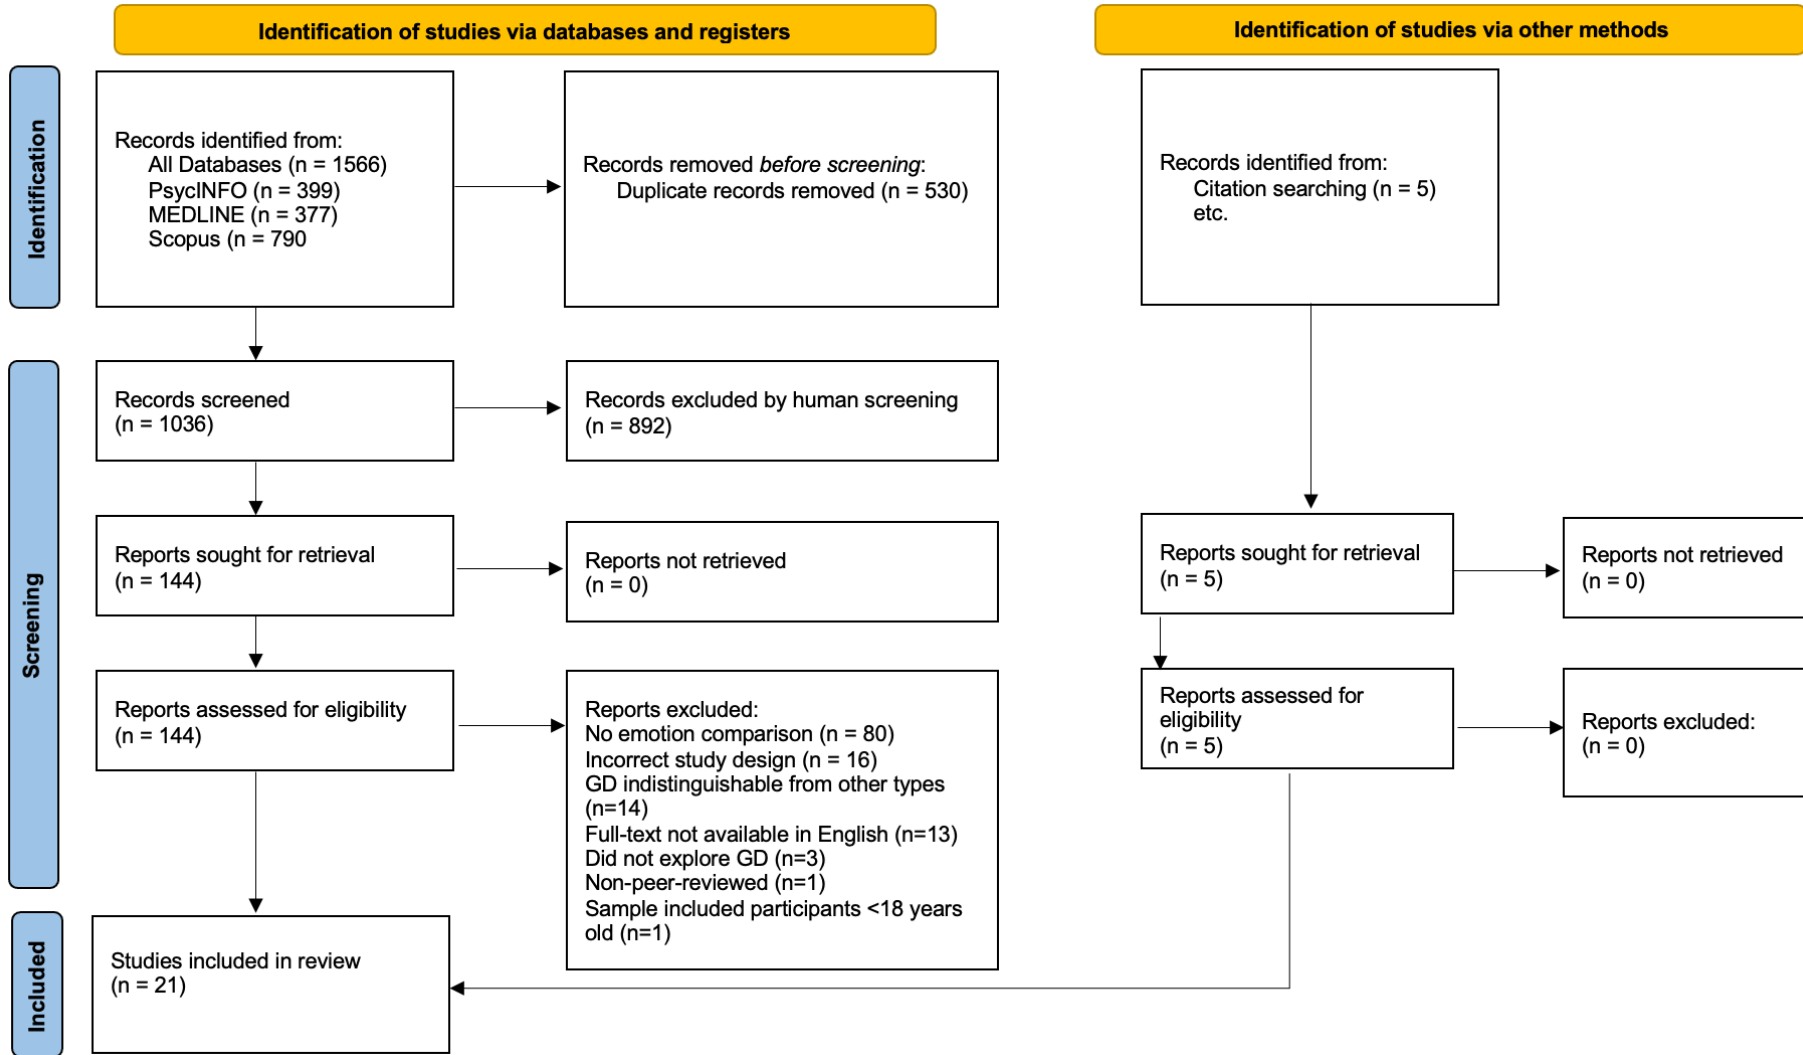 Identification of studies via databases and registers
Identification of studies via other methods
Identification
Records identified from:
All Databases (n = 1566)
PsycINFO (n = 399)
MEDLINE (n = 377)
Scopus (n = 790
Records removed before screening:
Duplicate records removed (n = 530)
Records identified from:
Citation searching (n = 5)
etc.
Screening
Records screened
(n = 1036)
Records excluded by human screening
(n = 892)
Reports sought for retrieval
(n = 144)
Reports not retrieved
(n = 0)
Reports sought for retrieval
(n = 5)
Reports not retrieved
(n = 0)
Reports assessed for eligibility
(n = 144)
Reports excluded:
No emotion comparison (n = 80)
Incorrect study design (n = 16)
GD indistinguishable from other types
(n=14)
Full-text not available in English (n=13)
Did not explore GD (n=3)
Non-peer-reviewed (n=1)
Sample included participants <18 years
old (n=1)
Reports assessed for
eligibility
(n = 5)
Reports excluded:
(n = 0)
Included
Studies included in review
(n = 21)